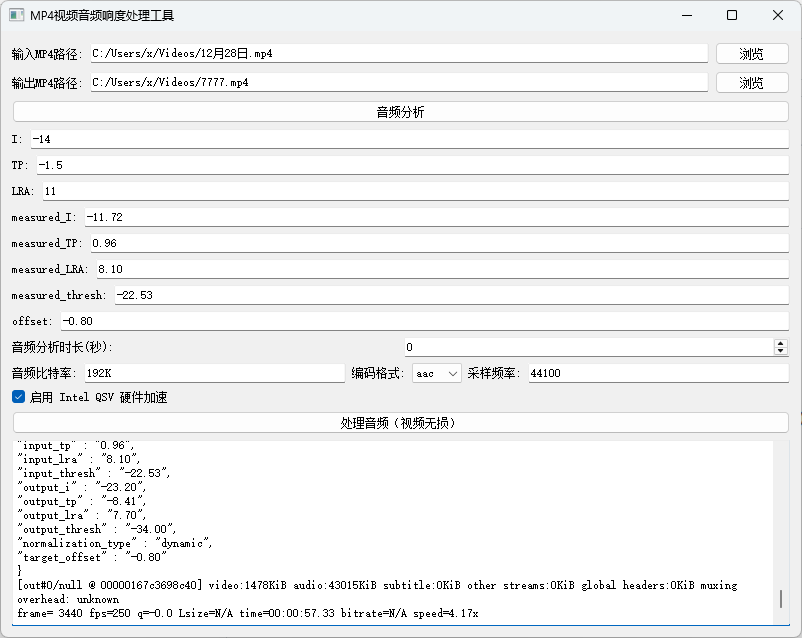 MP4视频音频响度处理工具
输入MP4路径: C:/Users/x/Videos/12月28日.mp4 浏览
输出MP4路径: C:/Users/x/Videos/7777.mp4 浏览
音频分析
I: -14
TP: -1.5
LRA: 11
measured_I: -11.72
measured_TP: 0.96
measured_LRA: 8.10
measured_thresh: -22.53
offset: -0.80
音频分析时长(秒): 0
音频比特率: 192K 编码格式: aac 采样频率: 44100
启用 Intel QSV 硬件加速
处理音频（视频无损）
"input_tp" : "0.96",
"input_lra" : "8.10",
"input_thresh" : "-22.53",
"output_i" : "-23.20",
"output_tp" : "-8.41",
"output_lra" : "7.70",
"output_thresh" : "-34.00",
"normalization_type" : "dynamic",
"target_offset" : "-0.80"
}
[out#0/null @ 00000167c3698c40] video:1478KiB audio:43015KiB subtitle:0KiB other streams:0KiB global headers:0KiB muxing
overhead: unknown
frame= 3440 fps=250 q=-0.0 Lsize=N/A time=00:00:57.33 bitrate=N/A speed=4.17x